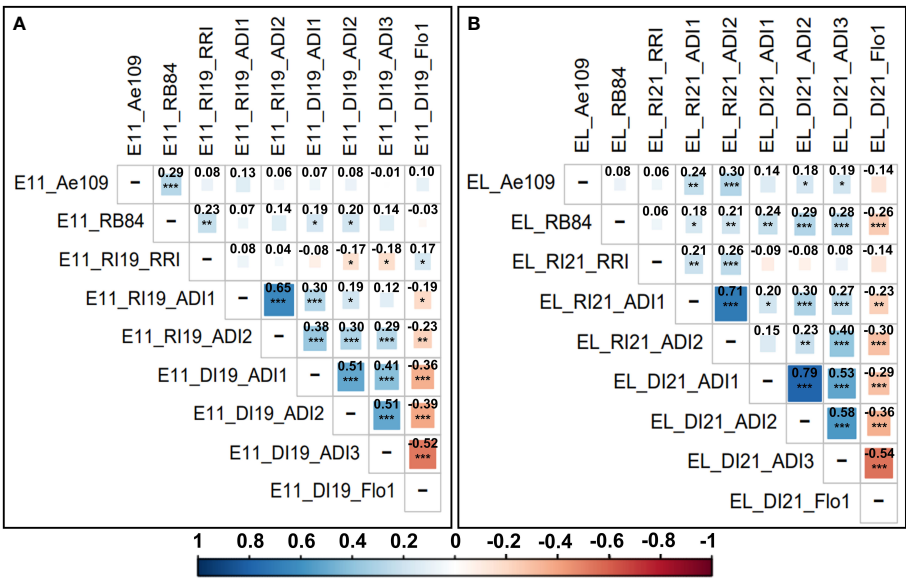 A
E11_Ae109
E11_RB84
E11_RI19_RRI
E11_RI19_ADI1
E11_RI19_ADI2
E11_DI19_ADI1
E11_DI19_ADI2
E11_DI19_ADI3
E11_DI19_Flo1
E11_Ae109 – 0.29 *** 0.08 0.13 0.06 0.07 0.08 -0.01 0.10
E11_RB84 – 0.23 ** 0.07 0.14 0.19 * 0.20 * 0.14 -0.03
E11_RI19_RRI – 0.08 0.04 -0.08 -0.17 * -0.18 * 0.17 *
E11_RI19_ADI1 – 0.65 *** 0.30 *** 0.19 * 0.12 -0.19 *
E11_RI19_ADI2 – 0.38 *** 0.30 *** 0.29 *** -0.23 **
E11_DI19_ADI1 – 0.51 *** 0.41 *** -0.36 ***
E11_DI19_ADI2 – 0.51 *** -0.39 ***
E11_DI19_ADI3 – -0.52 ***
E11_DI19_Flo1 –
B
EL_Ae109
EL_RB84
EL_RI21_RRI
EL_RI21_ADI1
EL_RI21_ADI2
EL_DI21_ADI1
EL_DI21_ADI2
EL_DI21_ADI3
EL_DI21_Flo1
EL_Ae109 – 0.08 0.06 0.24 ** 0.30 *** 0.14 0.18 * 0.19 * -0.14
EL_RB84 – 0.06 0.18 * 0.21 ** 0.24 ** 0.29 *** 0.28 *** -0.26 ***
EL_RI21_RRI – 0.21 ** 0.26 *** -0.09 -0.08 0.08 -0.14
EL_RI21_ADI1 – 0.71 *** 0.20 * 0.30 *** 0.27 *** -0.23 **
EL_RI21_ADI2 – 0.15 0.23 ** 0.40 *** -0.30 ***
EL_DI21_ADI1 – 0.79 *** 0.53 *** -0.29 ***
EL_DI21_ADI2 – 0.58 *** -0.36 ***
EL_DI21_ADI3 – -0.54 ***
EL_DI21_Flo1 –
1 0.8 0.6 0.4 0.2 0 -0.2 -0.4 -0.6 -0.8 -1